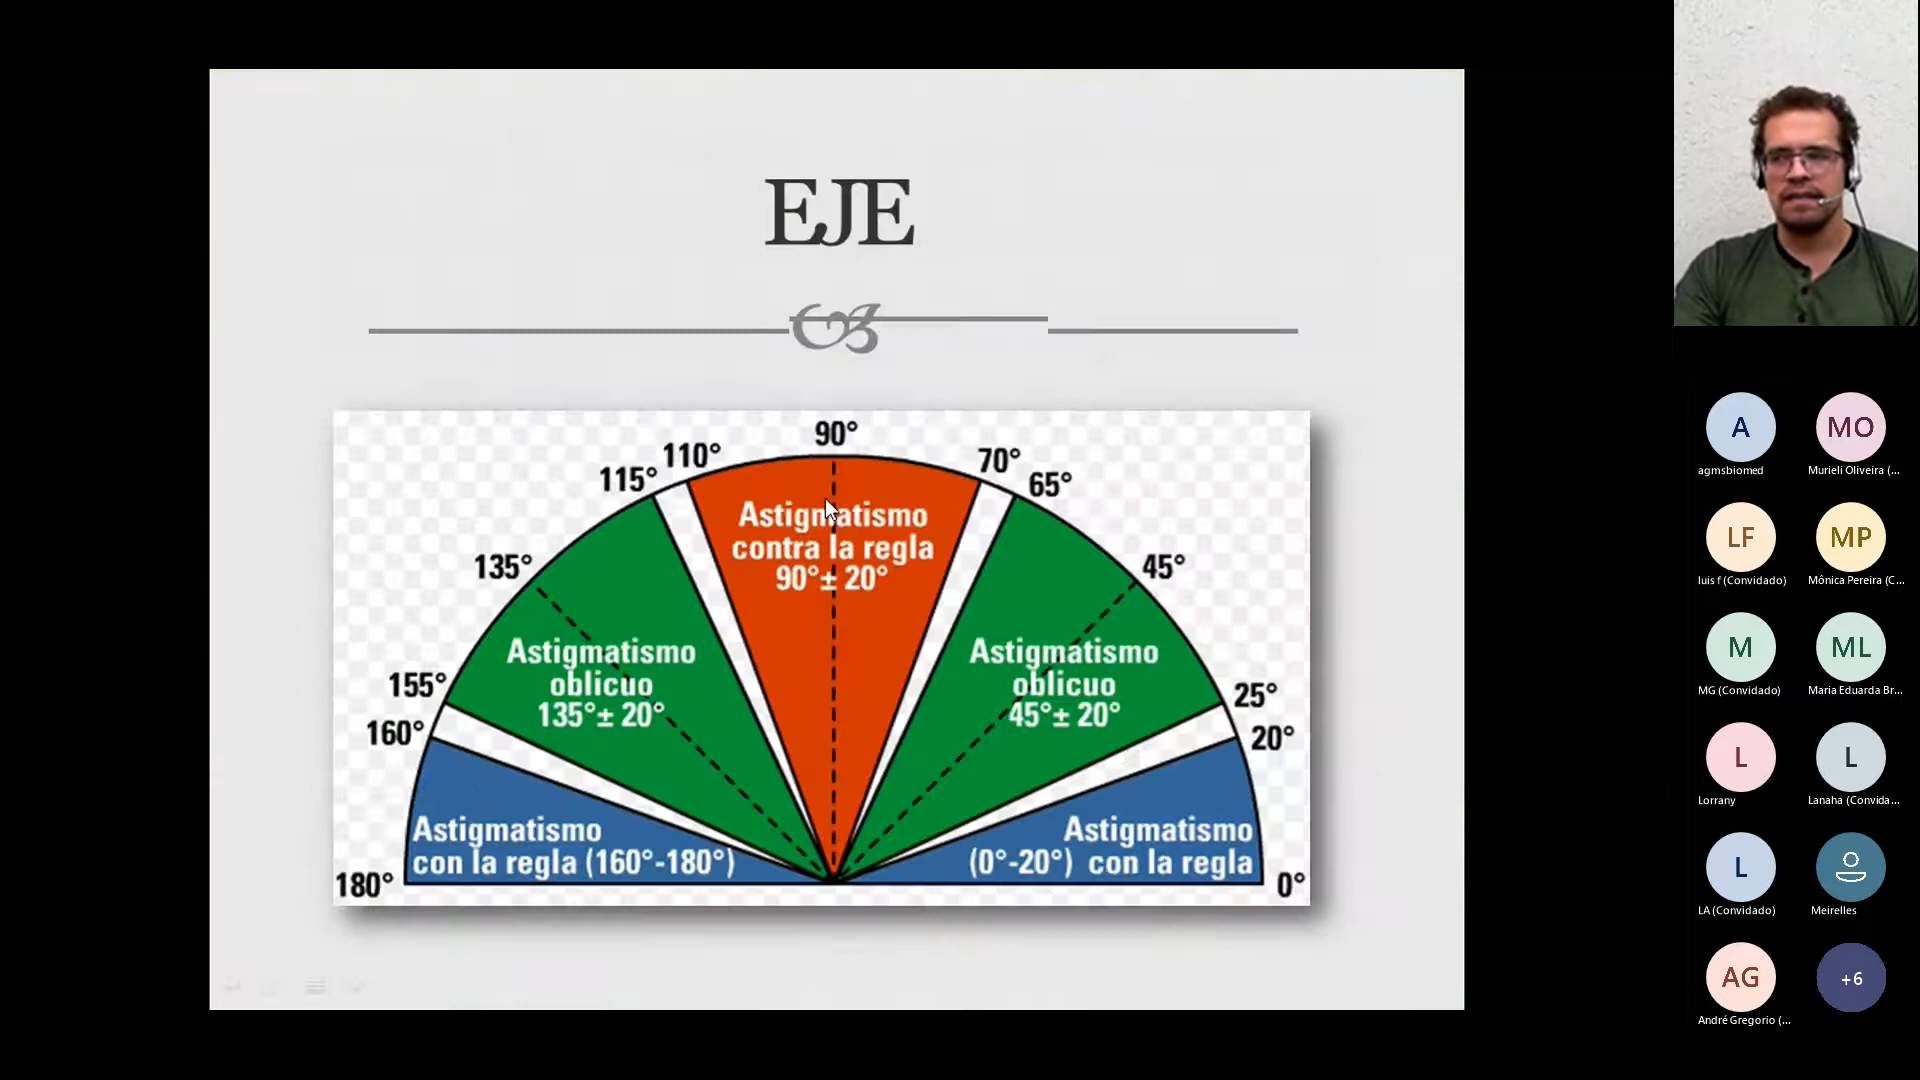 EJE
90°
110°
70°
115°
65°
Astigmatismo
contra la regla
90°± 20°
135°
45°
Astigmatismo
oblicuo
135°± 20°
Astigmatismo
oblicuo
45°± 20°
155°
25°
160°
20°
Astigmatismo
con la regla (160°-180°)
Astigmatismo
(0°-20°) con la regla
180°
0°
A
agmsbiomed
MO
Murieli Oliveira (...
LF
luis f (Convidado)
MP
Mônica Pereira (C...
M
MG (Convidado)
ML
Maria Eduarda Br...
L
Lorrany
L
Lanaha (Convida...
L
LA (Convidado)
Meirelles
AG
André Gregorio (...
+6